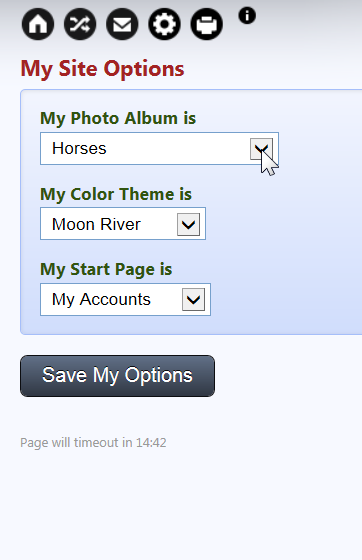 My Site Options
My Photo Album is
Horses
My Color Theme is
Moon River
My Start Page is
My Accounts
Save My Options
Page will timeout in 14:42